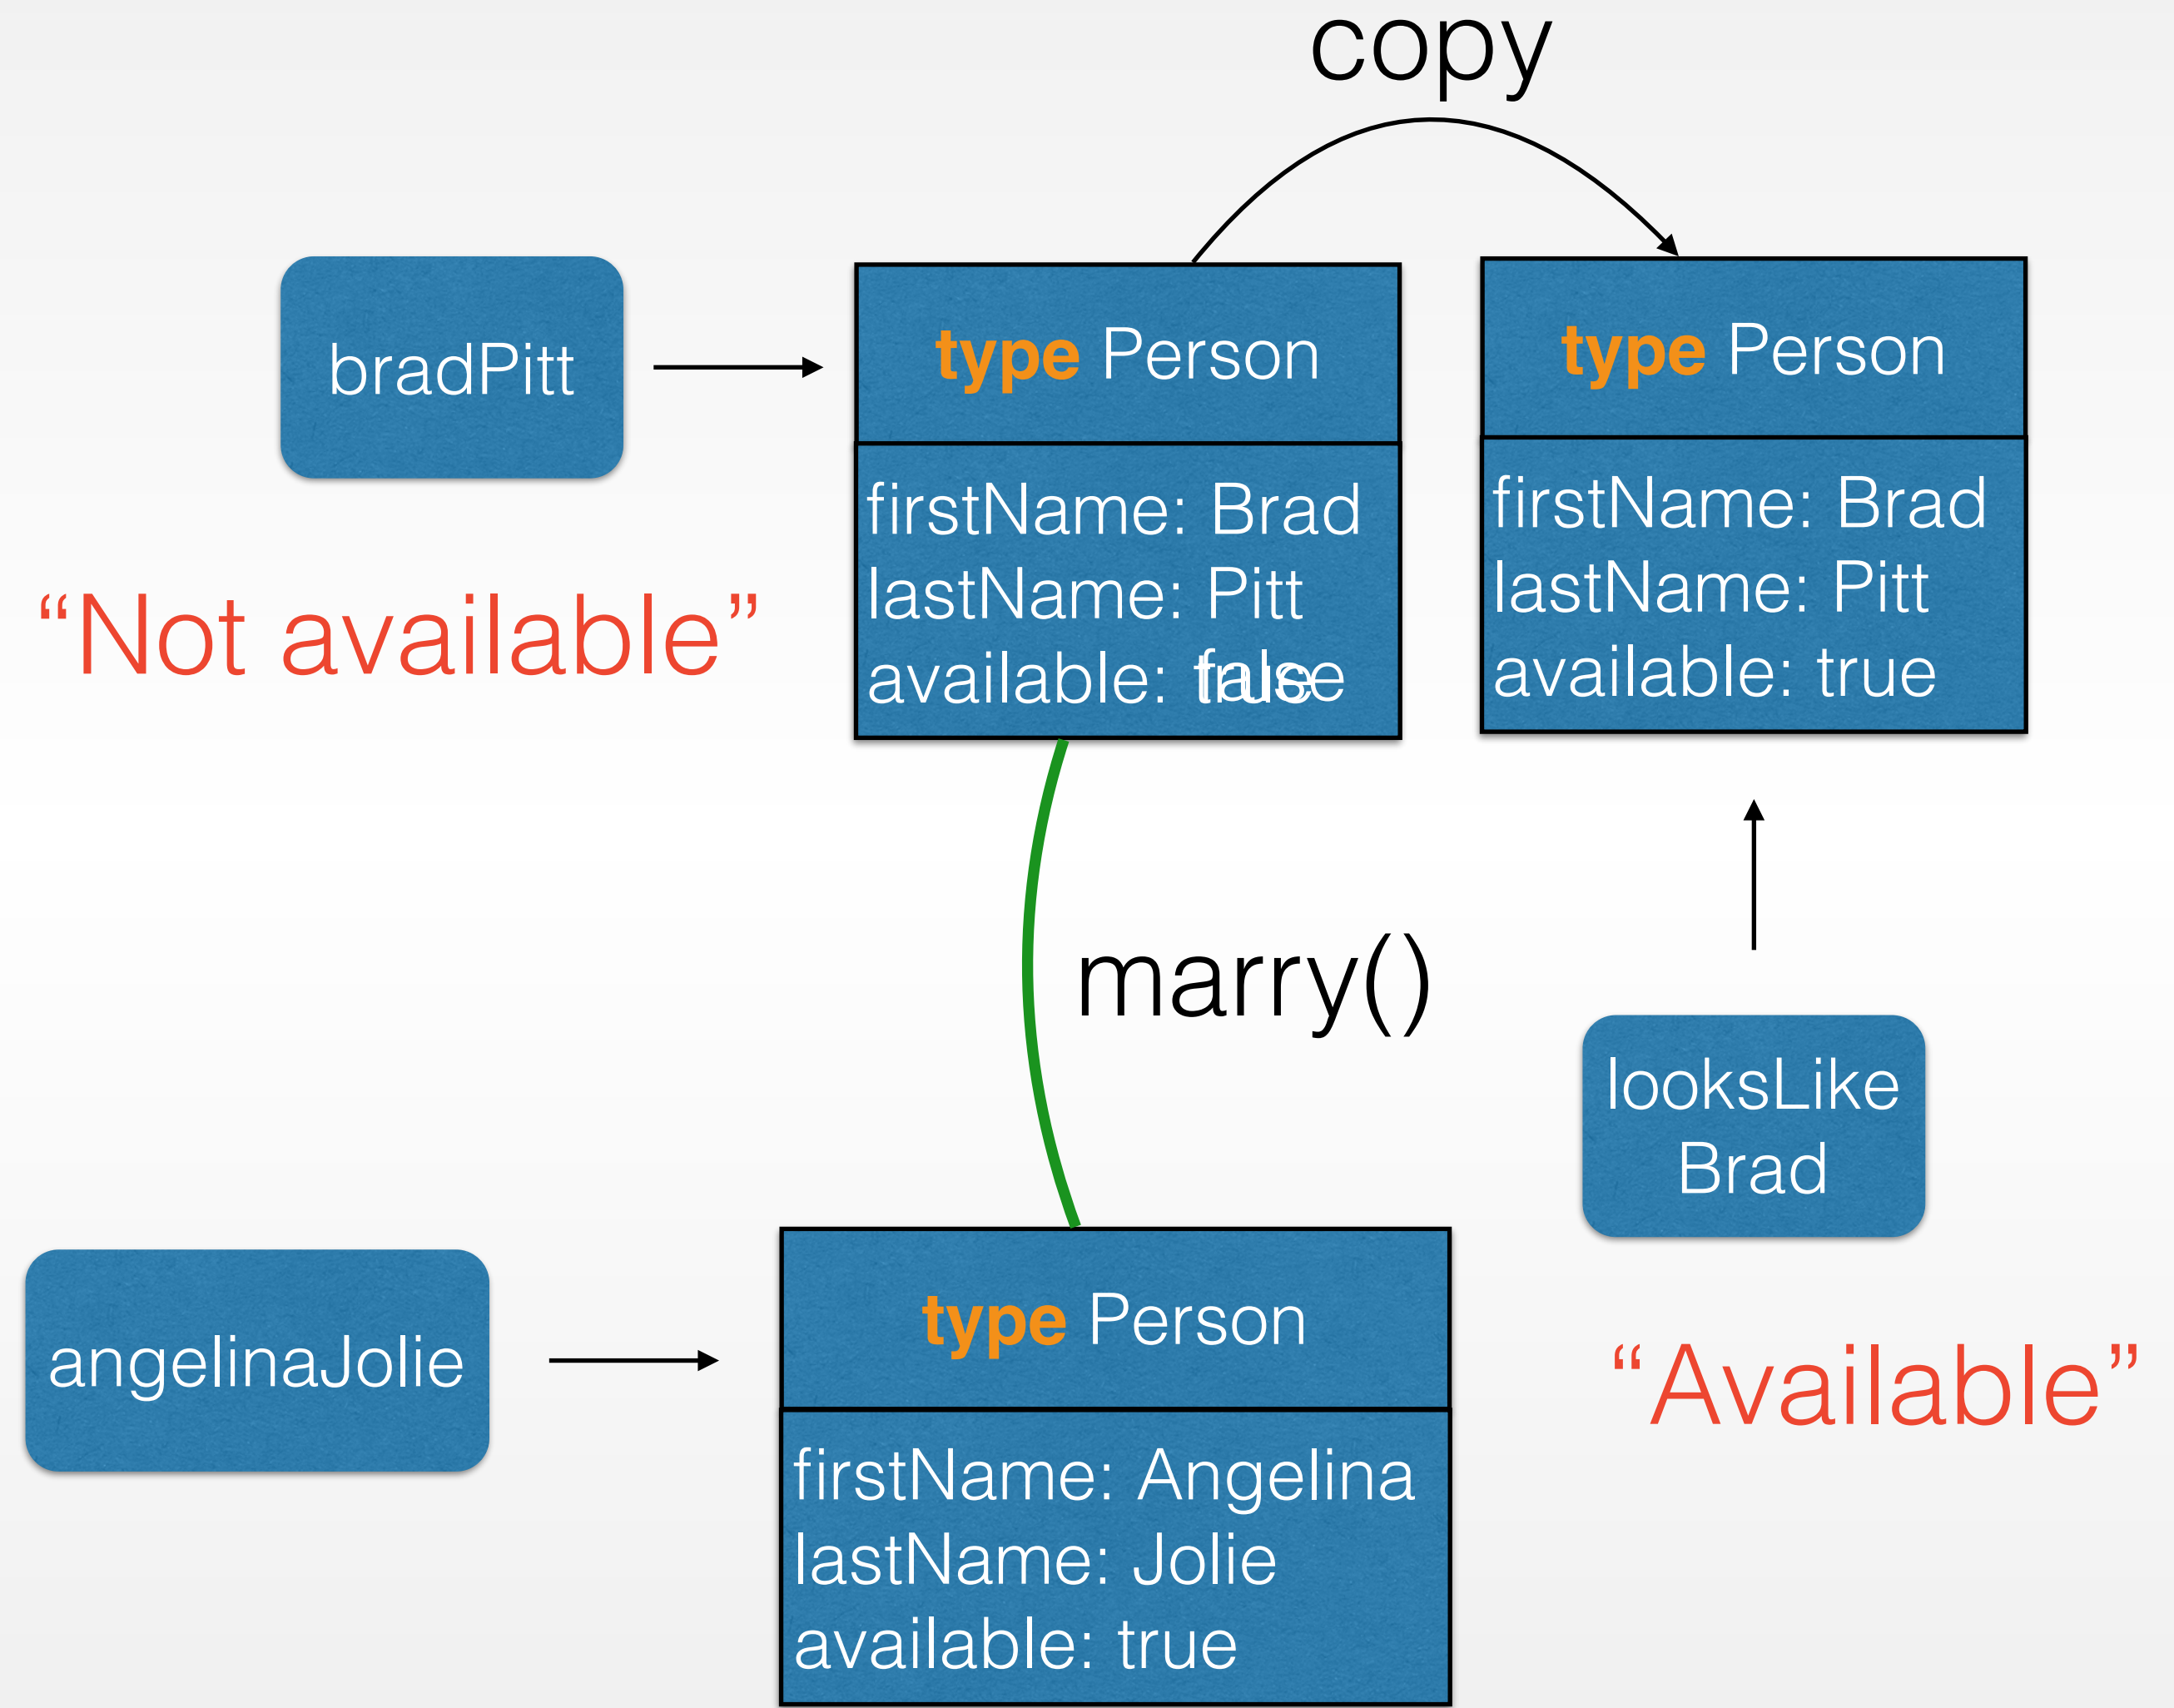 copy
bradPitt
type Person
firstName: Brad
lastName: Pitt
available:
type Person
firstName: Brad
lastName: Pitt
available: true
“Not available”
marry()
looksLike
Brad
angelinaJolie
type Person
firstName: Angelina
lastName: Jolie
available: true
“Available”